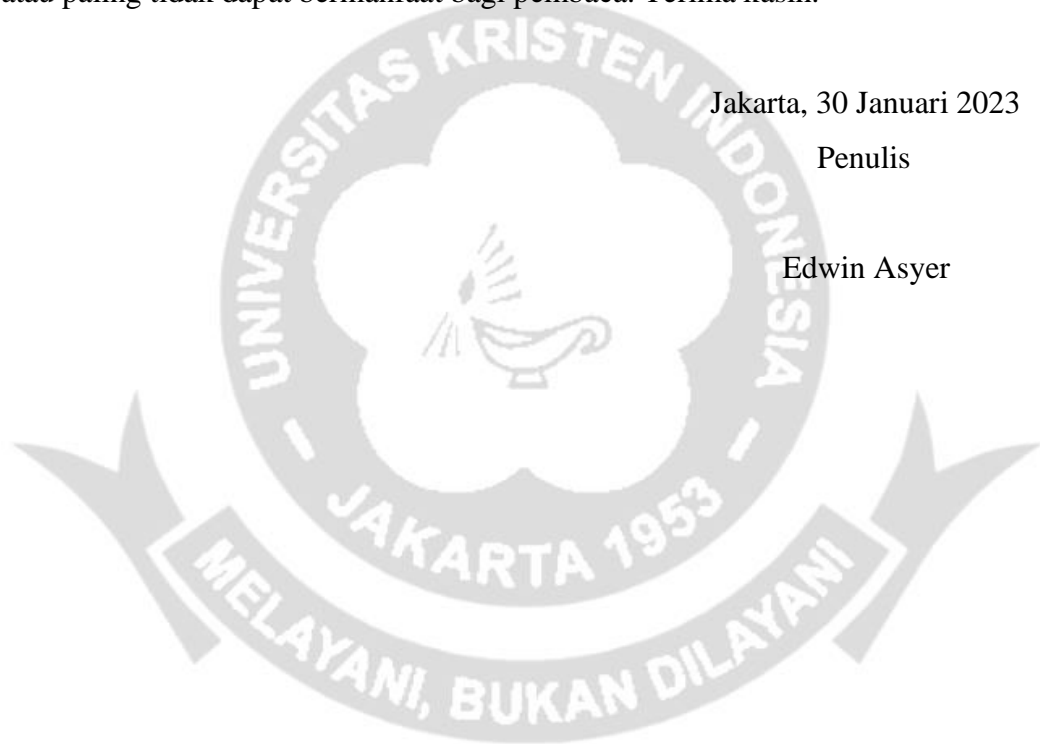 atau paling tidak dapat bermanfaat bagi pembaca. Terima kasih.
Jakarta, 30 Januari 2023
Penulis
Edwin Asyer
UNIVERSITAS KRISTEN INDONESIA
JAKARTA 1953
MELAYANI, BUKAN DILAYANI